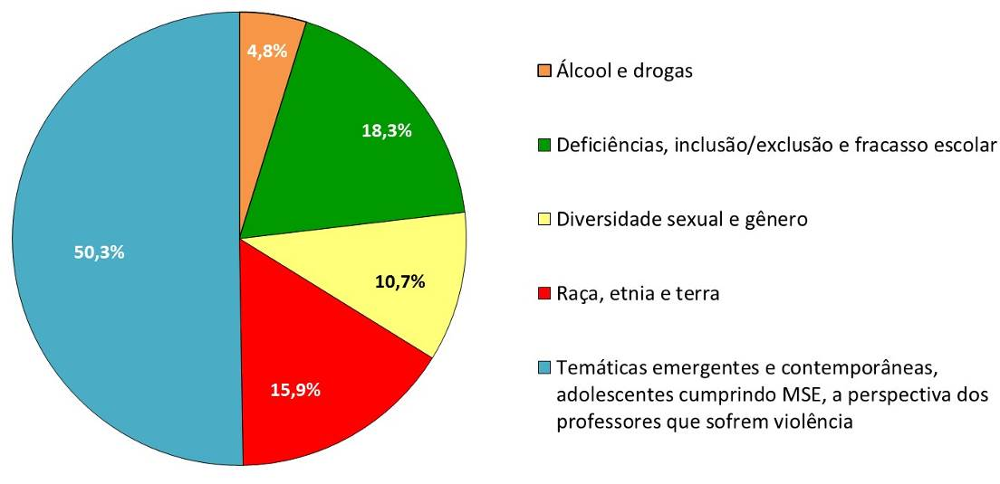 4,8%
18,3%
10,7%
15,9%
50,3%
Álcool e drogas
Deficiências, inclusão/exclusão e fracasso escolar
Diversidade sexual e gênero
Raça, etnia e terra
Temáticas emergentes e contemporâneas,
adolescentes cumprindo MSE, a perspectiva dos
professores que sofrem violência